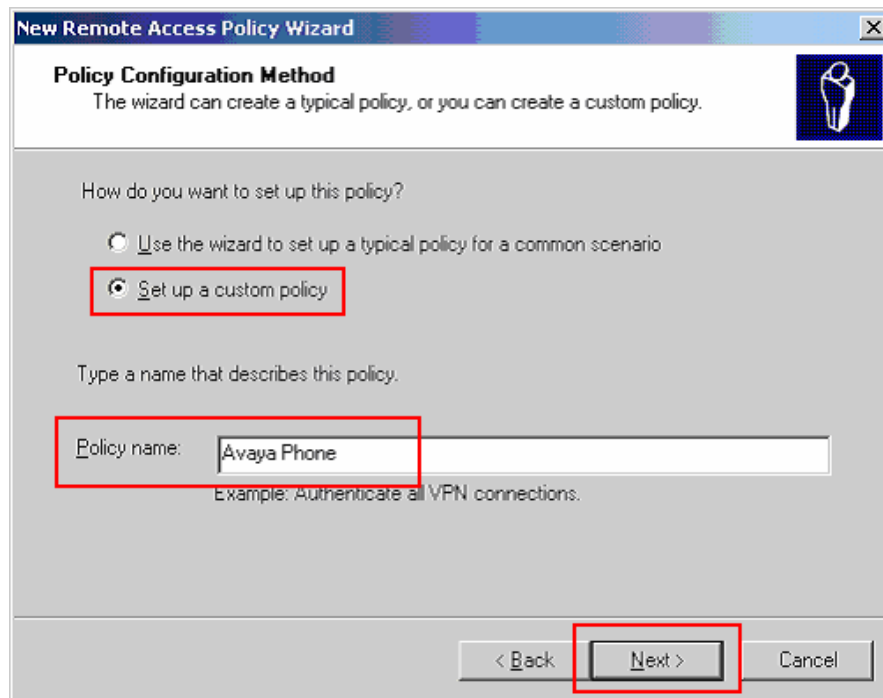 New Remote Access Policy Wizard
Policy Configuration Method
The wizard can create a typical policy, or you can create a custom policy.
How do you want to set up this policy?
Use the wizard to set up a typical policy for a common scenario
Set up a custom policy
Type a name that describes this policy.
Policy name: Avaya Phone
Example: Authenticate all VPN connections.
< Back Next > Cancel